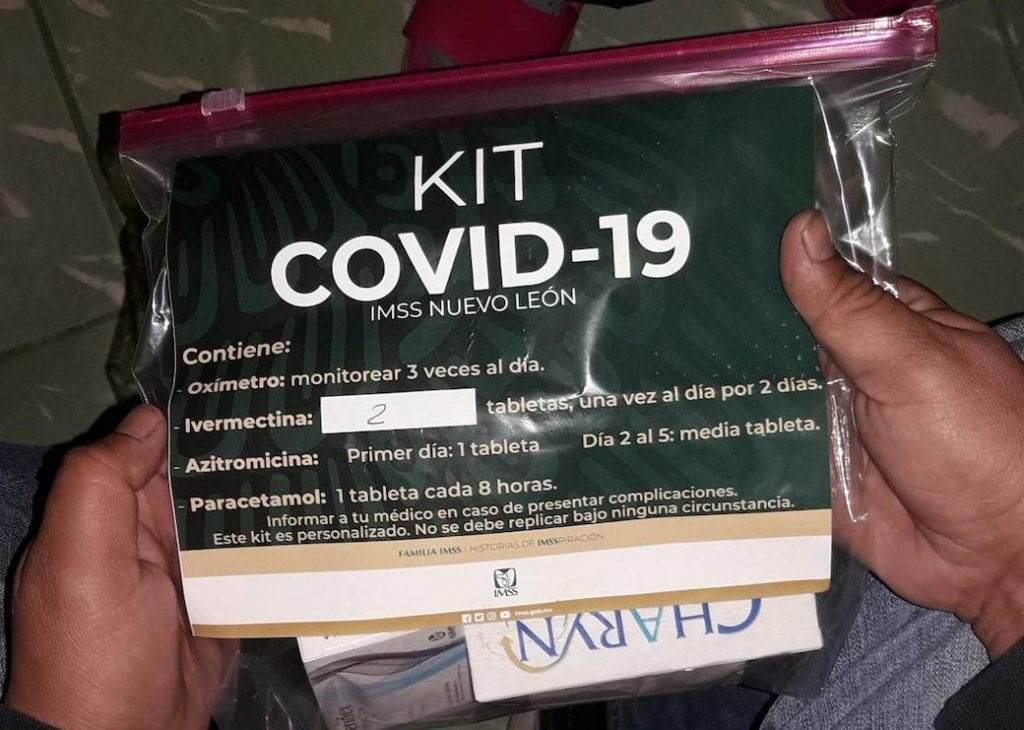 KIT
COVID-19
IMSS NUEVO LEÓN
Contiene:
- Oxímetro: monitorear 3 veces al día.
- Ivermectina: 2 tabletas, una vez al día por 2 días.
- Azitromicina: Primer día: 1 tableta Día 2 al 5: media tableta.
- Paracetamol: 1 tableta cada 8 horas.
Informar a tu médico en caso de presentar complicaciones.
Este kit es personalizado. No se debe replicar bajo ninguna circunstancia.
FAMILIA IMSS | HISTORIAS DE IMSSPIRACIÓN
IMSS
imss.gob.mx
CHARYN